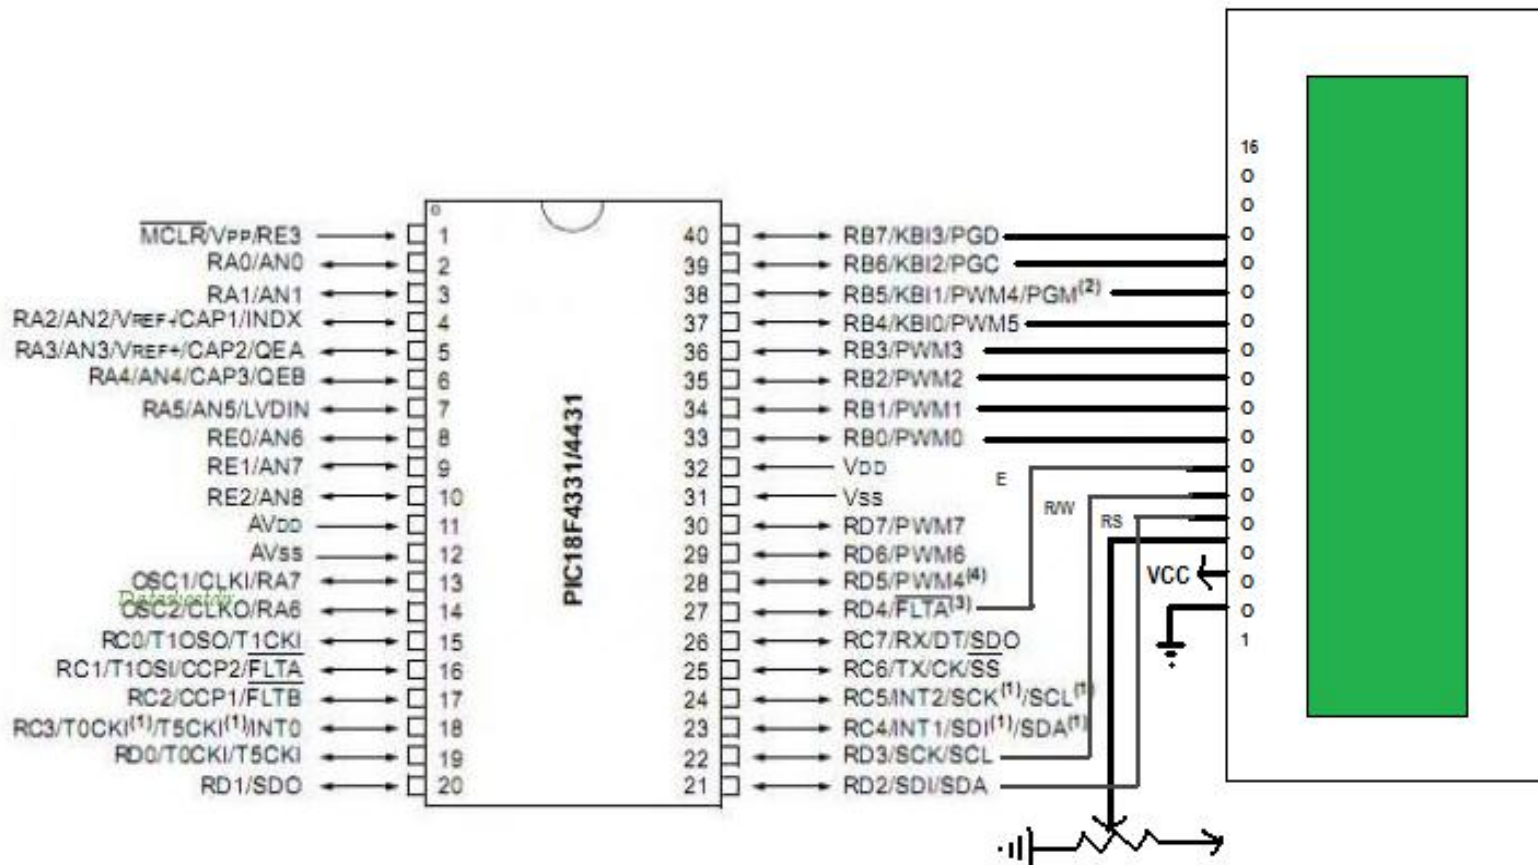 MCLR/VPP/RE3
RA0/AN0
RA1/AN1
RA2/AN2/VREF-/CAP1/INDX
RA3/AN3/VREF+/CAP2/QEA
RA4/AN4/CAP3/QEB
RA5/AN5/LVDIN
RE0/AN6
RE1/AN7
RE2/AN8
AVDD
AVSS
OSC1/CLKI/RA7
OSC2/CLKO/RA6
RC0/T1OSO/T1CKI
RC1/T1OSI/CCP2/FLTA
RC2/CCP1/FLTB
RC3/T0CKI(1)/T5CKI(1)/INT0
RD0/T0CKI/T5CKI
RD1/SDO
1
2
3
4
5
6
7
8
9
10
11
12
13
14
15
16
17
18
19
20
PIC18F4331/4431
40
39
38
37
36
35
34
33
32
31
30
29
28
27
26
25
24
23
22
21
RB7/KBI3/PGD
RB6/KBI2/PGC
RB5/KBI1/PWM4/PGM(2)
RB4/KBI0/PWM5
RB3/PWM3
RB2/PWM2
RB1/PWM1
RB0/PWM0
VDD
VSS
RD7/PWM7
RD6/PWM6
RD5/PWM4(4)
RD4/FLTA(3)
RC7/RX/DT/SDO
RC6/TX/CK/SS
RC5/INT2/SCK(1)/SCL(1)
RC4/INT1/SDI(1)/SDA(1)
RD3/SCK/SCL
RD2/SDI/SDA
E
R/W
RS
VCC
16
1